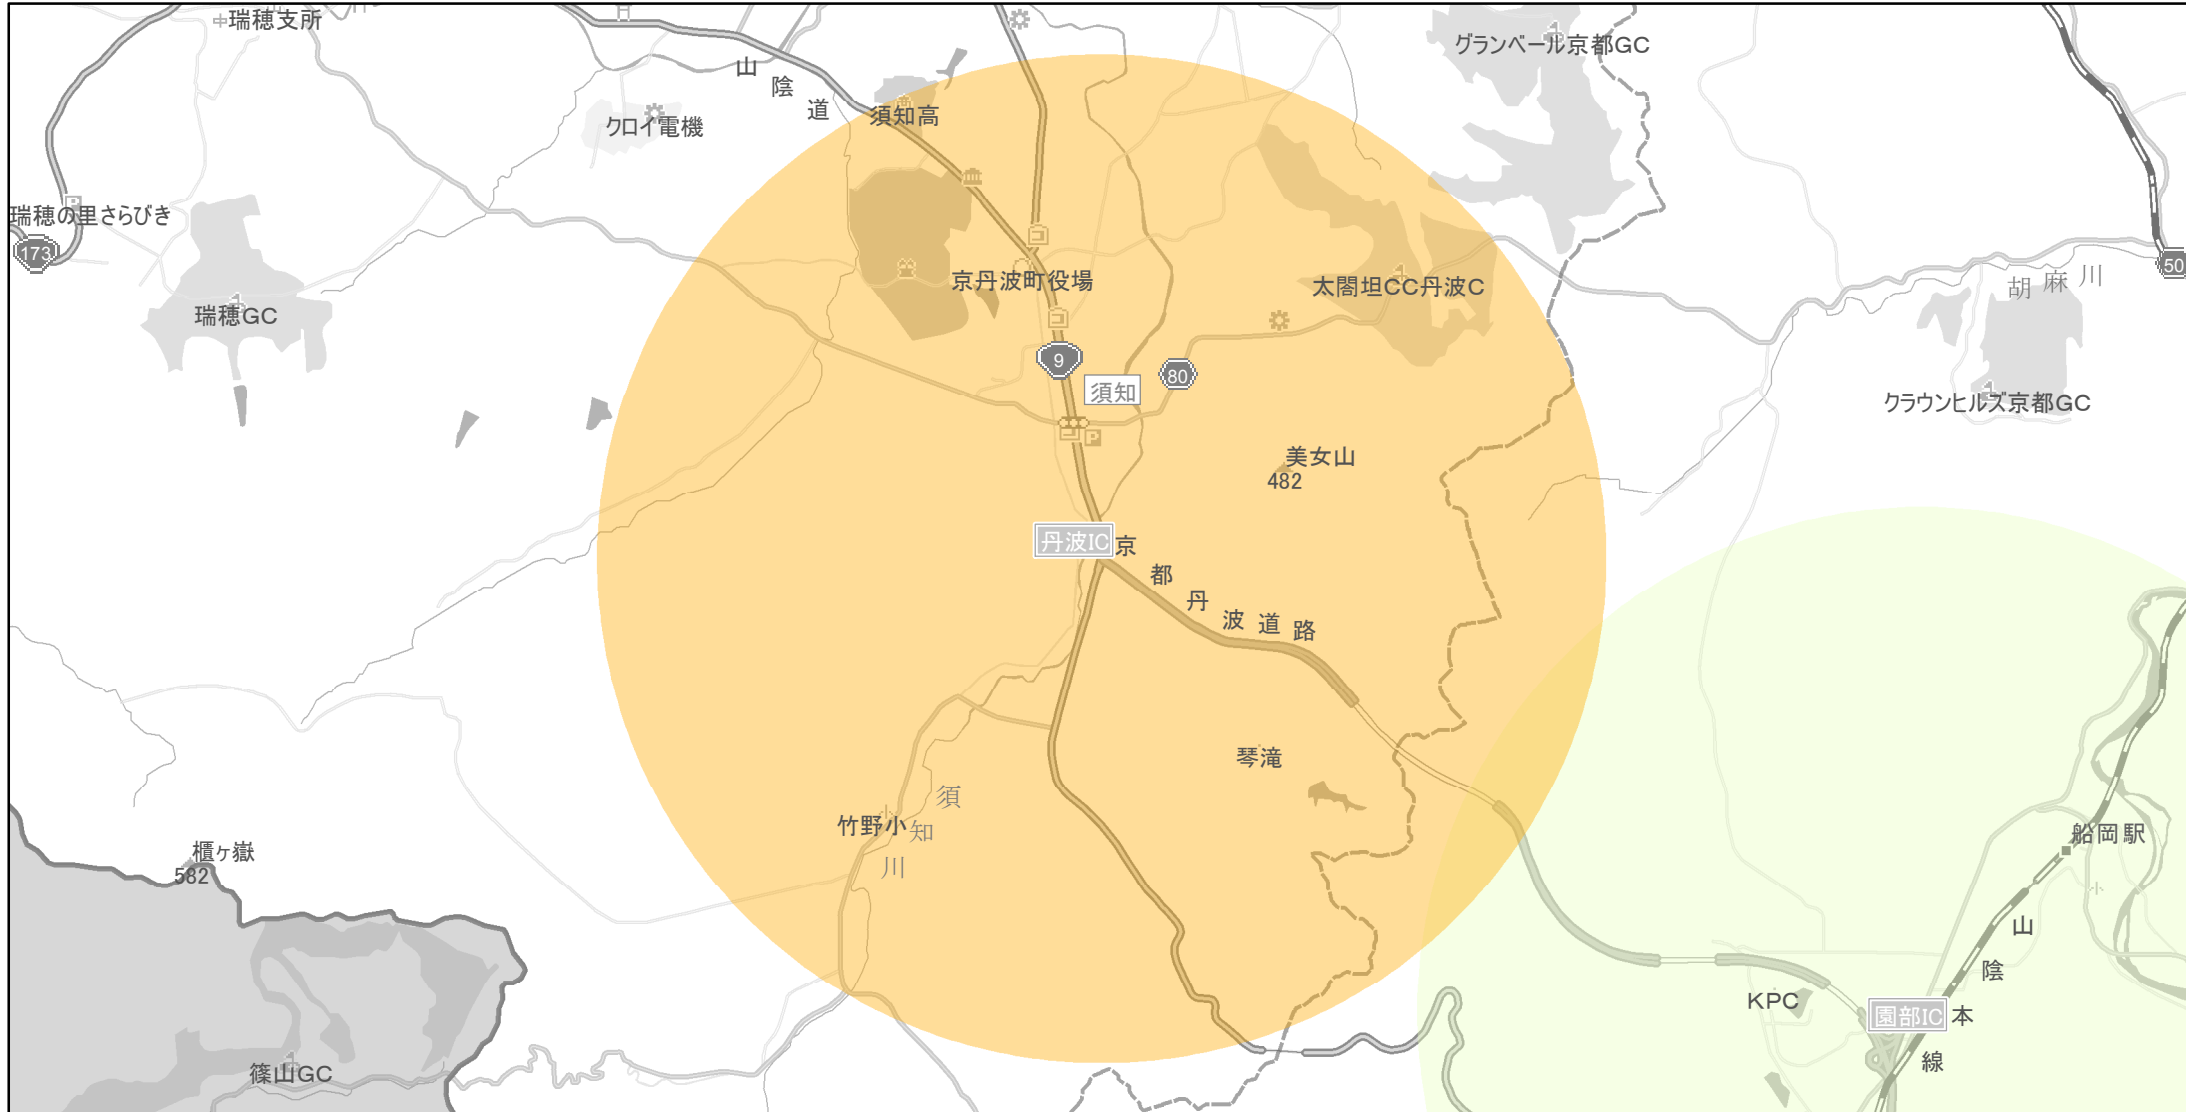 瑞穂支所
グランベール京都GC
山陰道
須知高
クロイ電機
瑞穂の里さらびき
173
京丹波町役場
太閤坦CC丹波C
50
胡麻川
瑞穂GC
9
80
須知
クラウンヒルズ京都GC
美女山
482
丹波IC
京都丹波道路
琴滝
須知川
竹野小
船岡駅
櫃ヶ嶽
582
山陰本線
KPC
園部IC
篠山GC